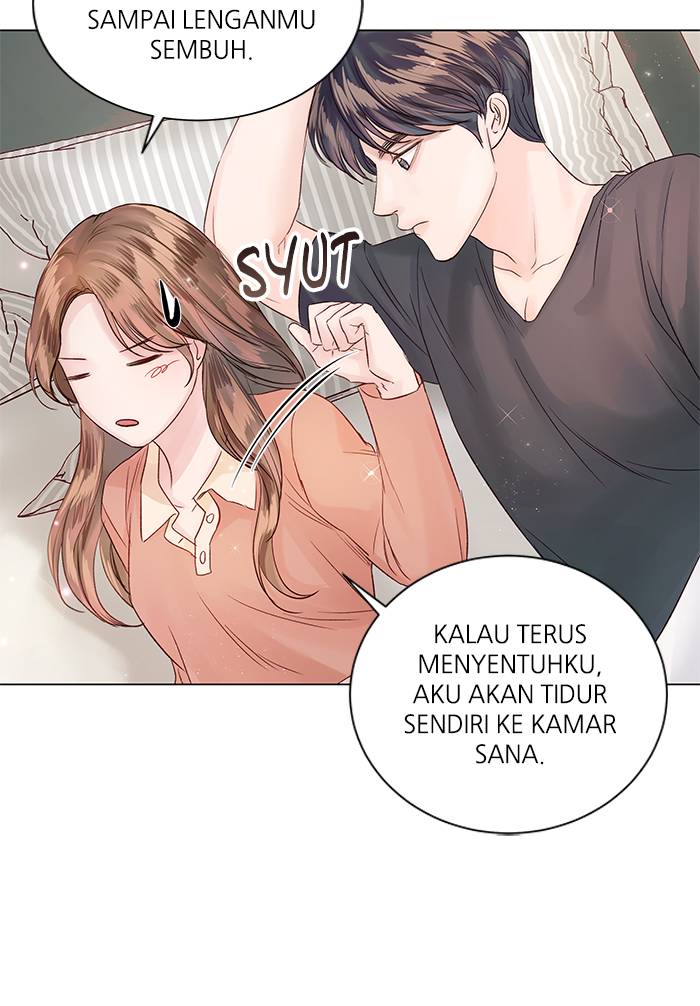 SAMPAI LENGANMU
SEMBUH.
SYUT
KALAU TERUS
MENYENTUHKU,
AKU AKAN TIDUR
SENDIRI KE KAMAR
SANA.